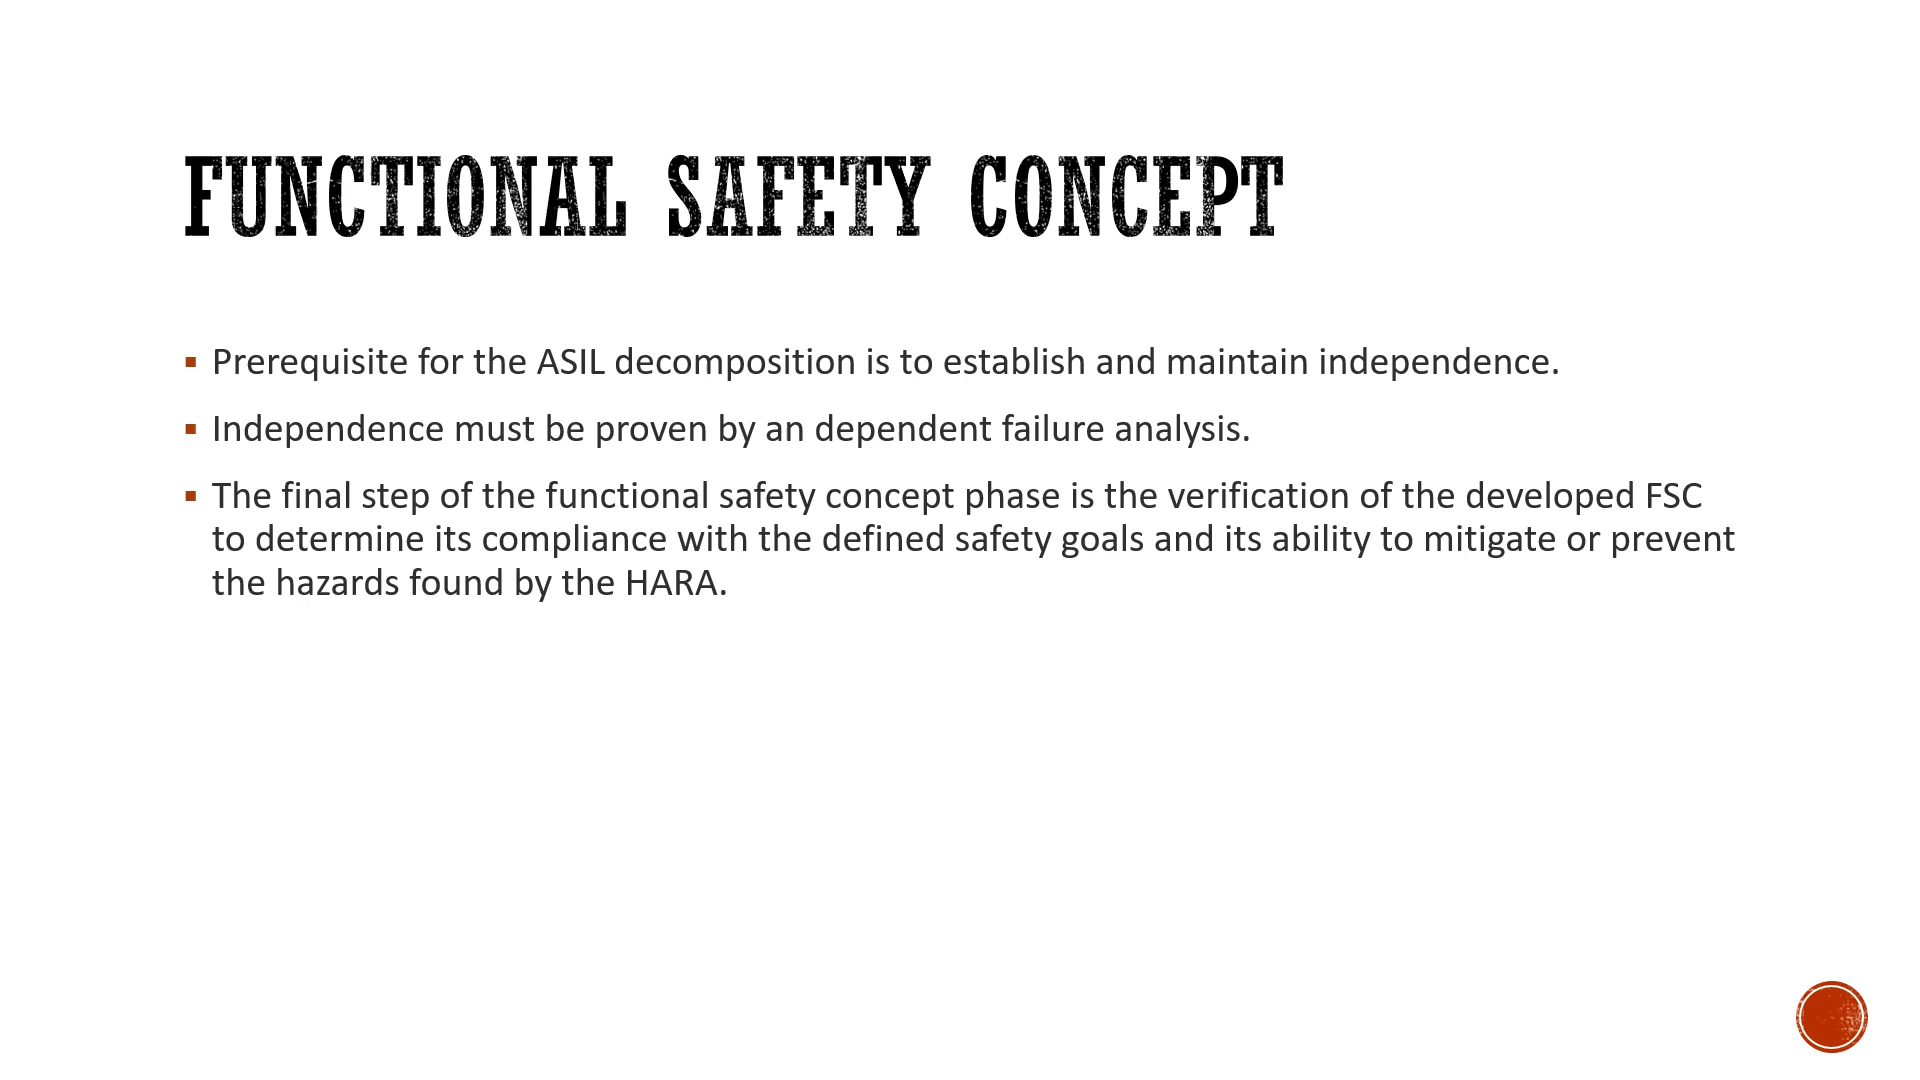 FUNCTIONAL SAFETY CONCEPT
▪ Prerequisite for the ASIL decomposition is to establish and maintain independence.
▪ Independence must be proven by an dependent failure analysis.
▪ The final step of the functional safety concept phase is the verification of the developed FSC
to determine its compliance with the defined safety goals and its ability to mitigate or prevent
the hazards found by the HARA.